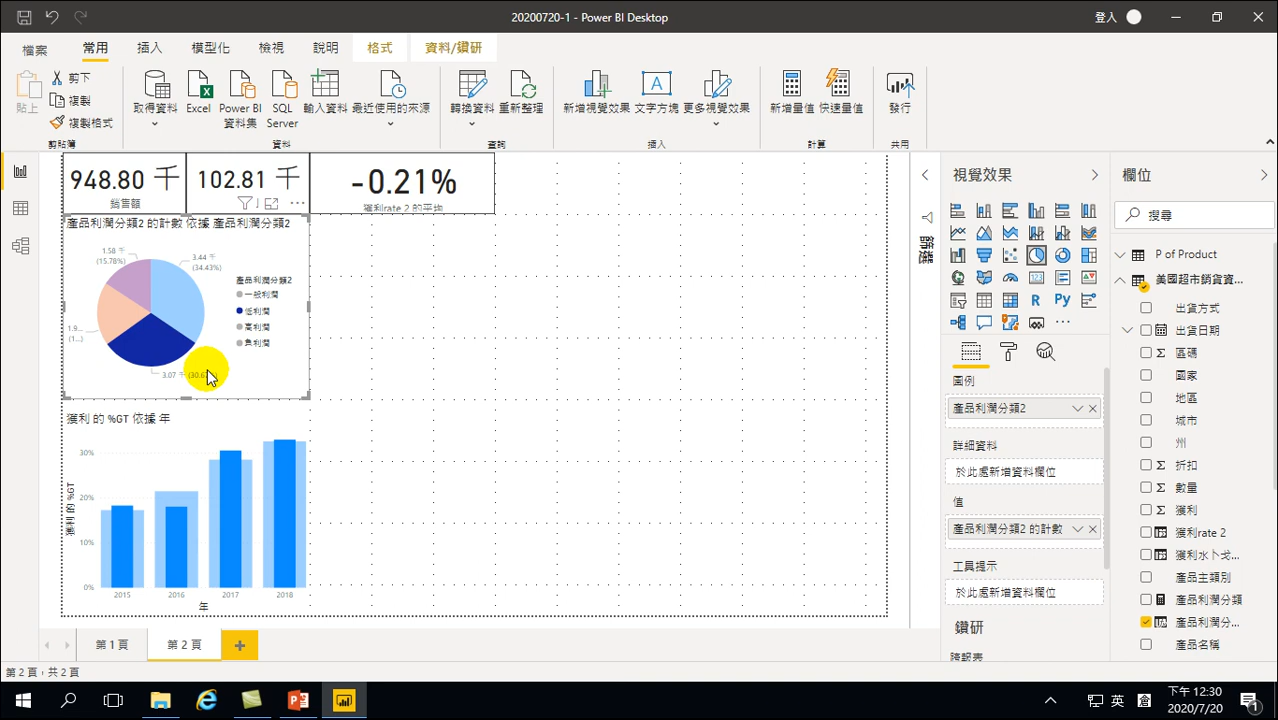 20200720-1 - Power BI Desktop
登入
檔案 常用 插入 模型化 檢視 說明 格式 資料/鑽研
貼上 剪下 複製 複製格式
取得資料 Excel Power BI 資料集 SQL Server 輸入資料 最近使用的來源
轉換資料 重新整理
新增視覺效果 文字方塊 更多視覺效果
新增量值 快速量值
發行
剪貼簿 資料 查詢 插入 計算 共用
948.80 千
銷售額
102.81 千
-0.21%
獲利rate 2 的平均
產品利潤分類2 的計數 依據 產品利潤分類2
1.58 千
(15.78%)
3.44 千
(34.43%)
1.9...
(1...)
3.07 千
產品利潤分類2
一般利潤
低利潤
高利潤
負利潤
獲利 的 %GT 依據 年
獲利 的 %GT
30%
20%
10%
0%
2015 2016 2017 2018
年
篩選
視覺效果
R Py
圖例
產品利潤分類2
詳細資料
於此處新增資料欄位
值
產品利潤分類2 的計數
工具提示
於此處新增資料欄位
鑽研
跨報表
欄位
搜尋
P of Product
美國超市銷貨資...
出貨方式
出貨日期
區碼
國家
地區
城市
州
折扣
數量
獲利
獲利rate 2
獲利水卜戈...
產品主類別
產品利潤分類
產品利潤分...
產品名稱
第 1 頁 第 2 頁
第 2 頁，共 2 頁
英
下午 12:30
2020/7/20
1